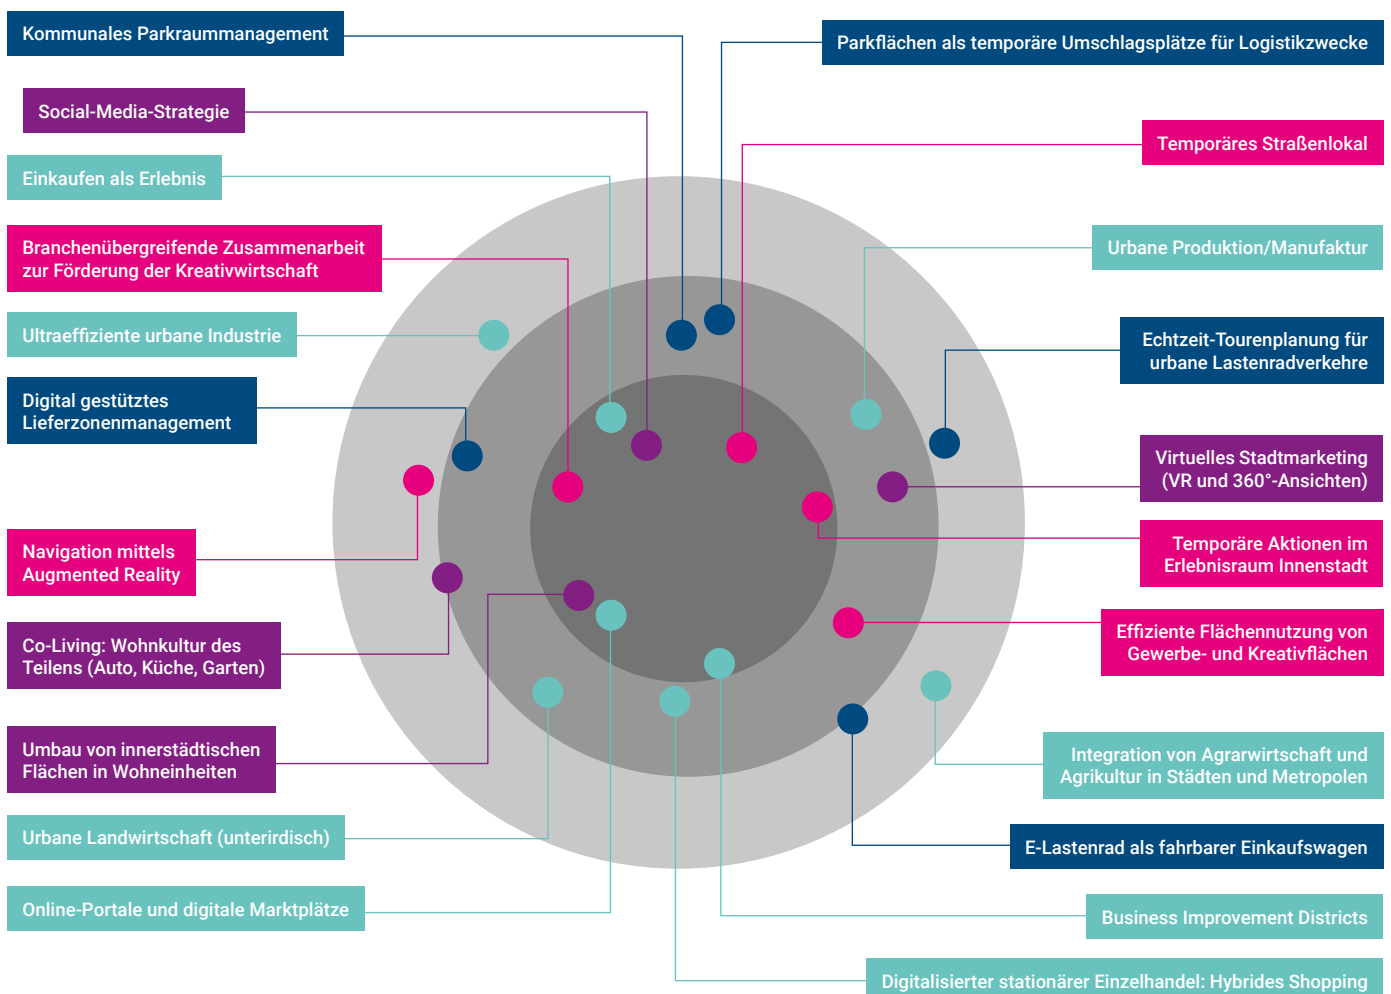 Kommunales Parkraummanagement
Social-Media-Strategie
Einkaufen als Erlebnis
Branchenübergreifende Zusammenarbeit
zur Förderung der Kreativwirtschaft
Ultraeffiziente urbane Industrie
Digital gestütztes
Lieferzonenmanagement
Navigation mittels
Augmented Reality
Co-Living: Wohnkultur des
Teilens (Auto, Küche, Garten)
Umbau von innerstädtischen
Flächen in Wohneinheiten
Urbane Landwirtschaft (unterirdisch)
Online-Portale und digitale Marktplätze
Parkflächen als temporäre Umschlagsplätze für Logistikzwecke
Temporäres Straßenlokal
Urbane Produktion/Manufaktur
Echtzeit-Tourenplanung für
urbane Lastenradverkehre
Virtuelles Stadtmarketing
(VR und 360°-Ansichten)
Temporäre Aktionen im
Erlebnisraum Innenstadt
Effiziente Flächennutzung von
Gewerbe- und Kreativflächen
Integration von Agrarwirtschaft und
Agrikultur in Städten und Metropolen
E-Lastenrad als fahrbarer Einkaufswagen
Business Improvement Districts
Digitalisierter stationärer Einzelhandel: Hybrides Shopping